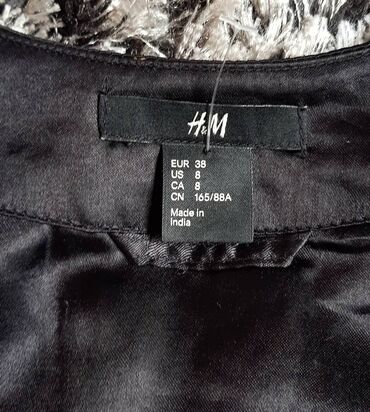 H&M
EUR 38
US 8
CA 8
CN 165/88A
Made in
India